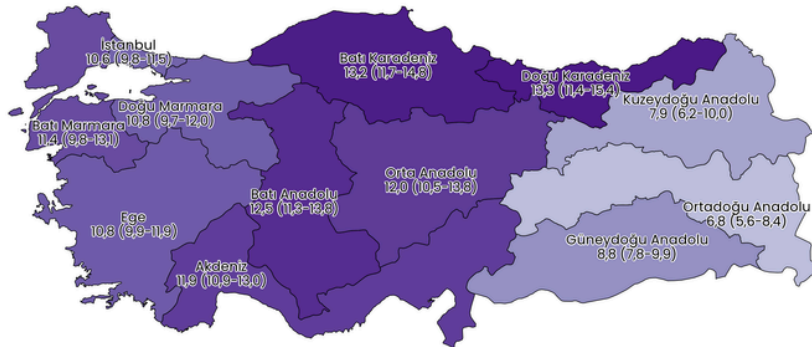 İstanbul
10,6 (9,8-11,5)
Batı Karadeniz
13,2 (11,7-14,8)
Doğu Karadeniz
13,3 (11,4-15,4)
Kuzeydoğu Anadolu
7,9 (6,2-10,0)
Doğu Marmara
10,8 (9,7-12,0)
Batı Marmara
11,4 (9,8-13,1)
Orta Anadolu
12,0 (10,5-13,8)
Batı Anadolu
12,5 (11,3-13,8)
Ortadoğu Anadolu
6,8 (5,6-8,4)
Ege
10,8 (9,9-11,9)
Güneydoğu Anadolu
8,8 (7,8-9,9)
Akdeniz
11,9 (10,9-13,0)